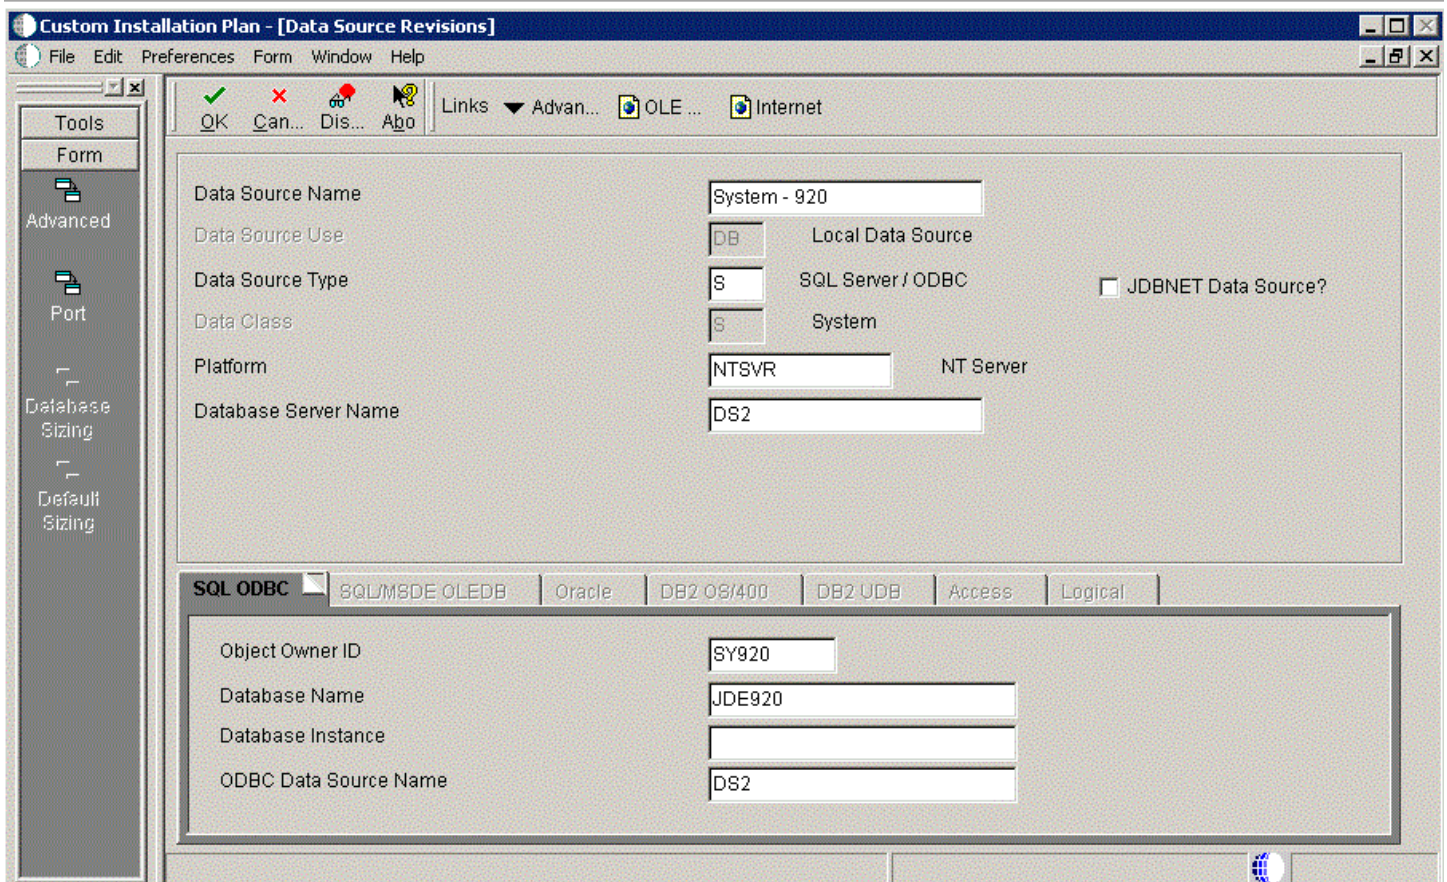 Custom Installation Plan - [Data Source Revisions]
File Edit Preferences Form Window Help
OK Can... Dis... Abo Links Advan... OLE ... Internet
Tools
Form
Advanced
Port
Database
Sizing
Default
Sizing
Data Source Name System - 920
Data Source Use DB Local Data Source
Data Source Type S SQL Server / ODBC JDBNET Data Source?
Data Class S System
Platform NTSVR NT Server
Database Server Name DS2
SQL ODBC SQL/MSDE OLEDB Oracle DB2 OS/400 DB2 UDB Access Logical
Object Owner ID SY920
Database Name JDE920
Database Instance
ODBC Data Source Name DS2